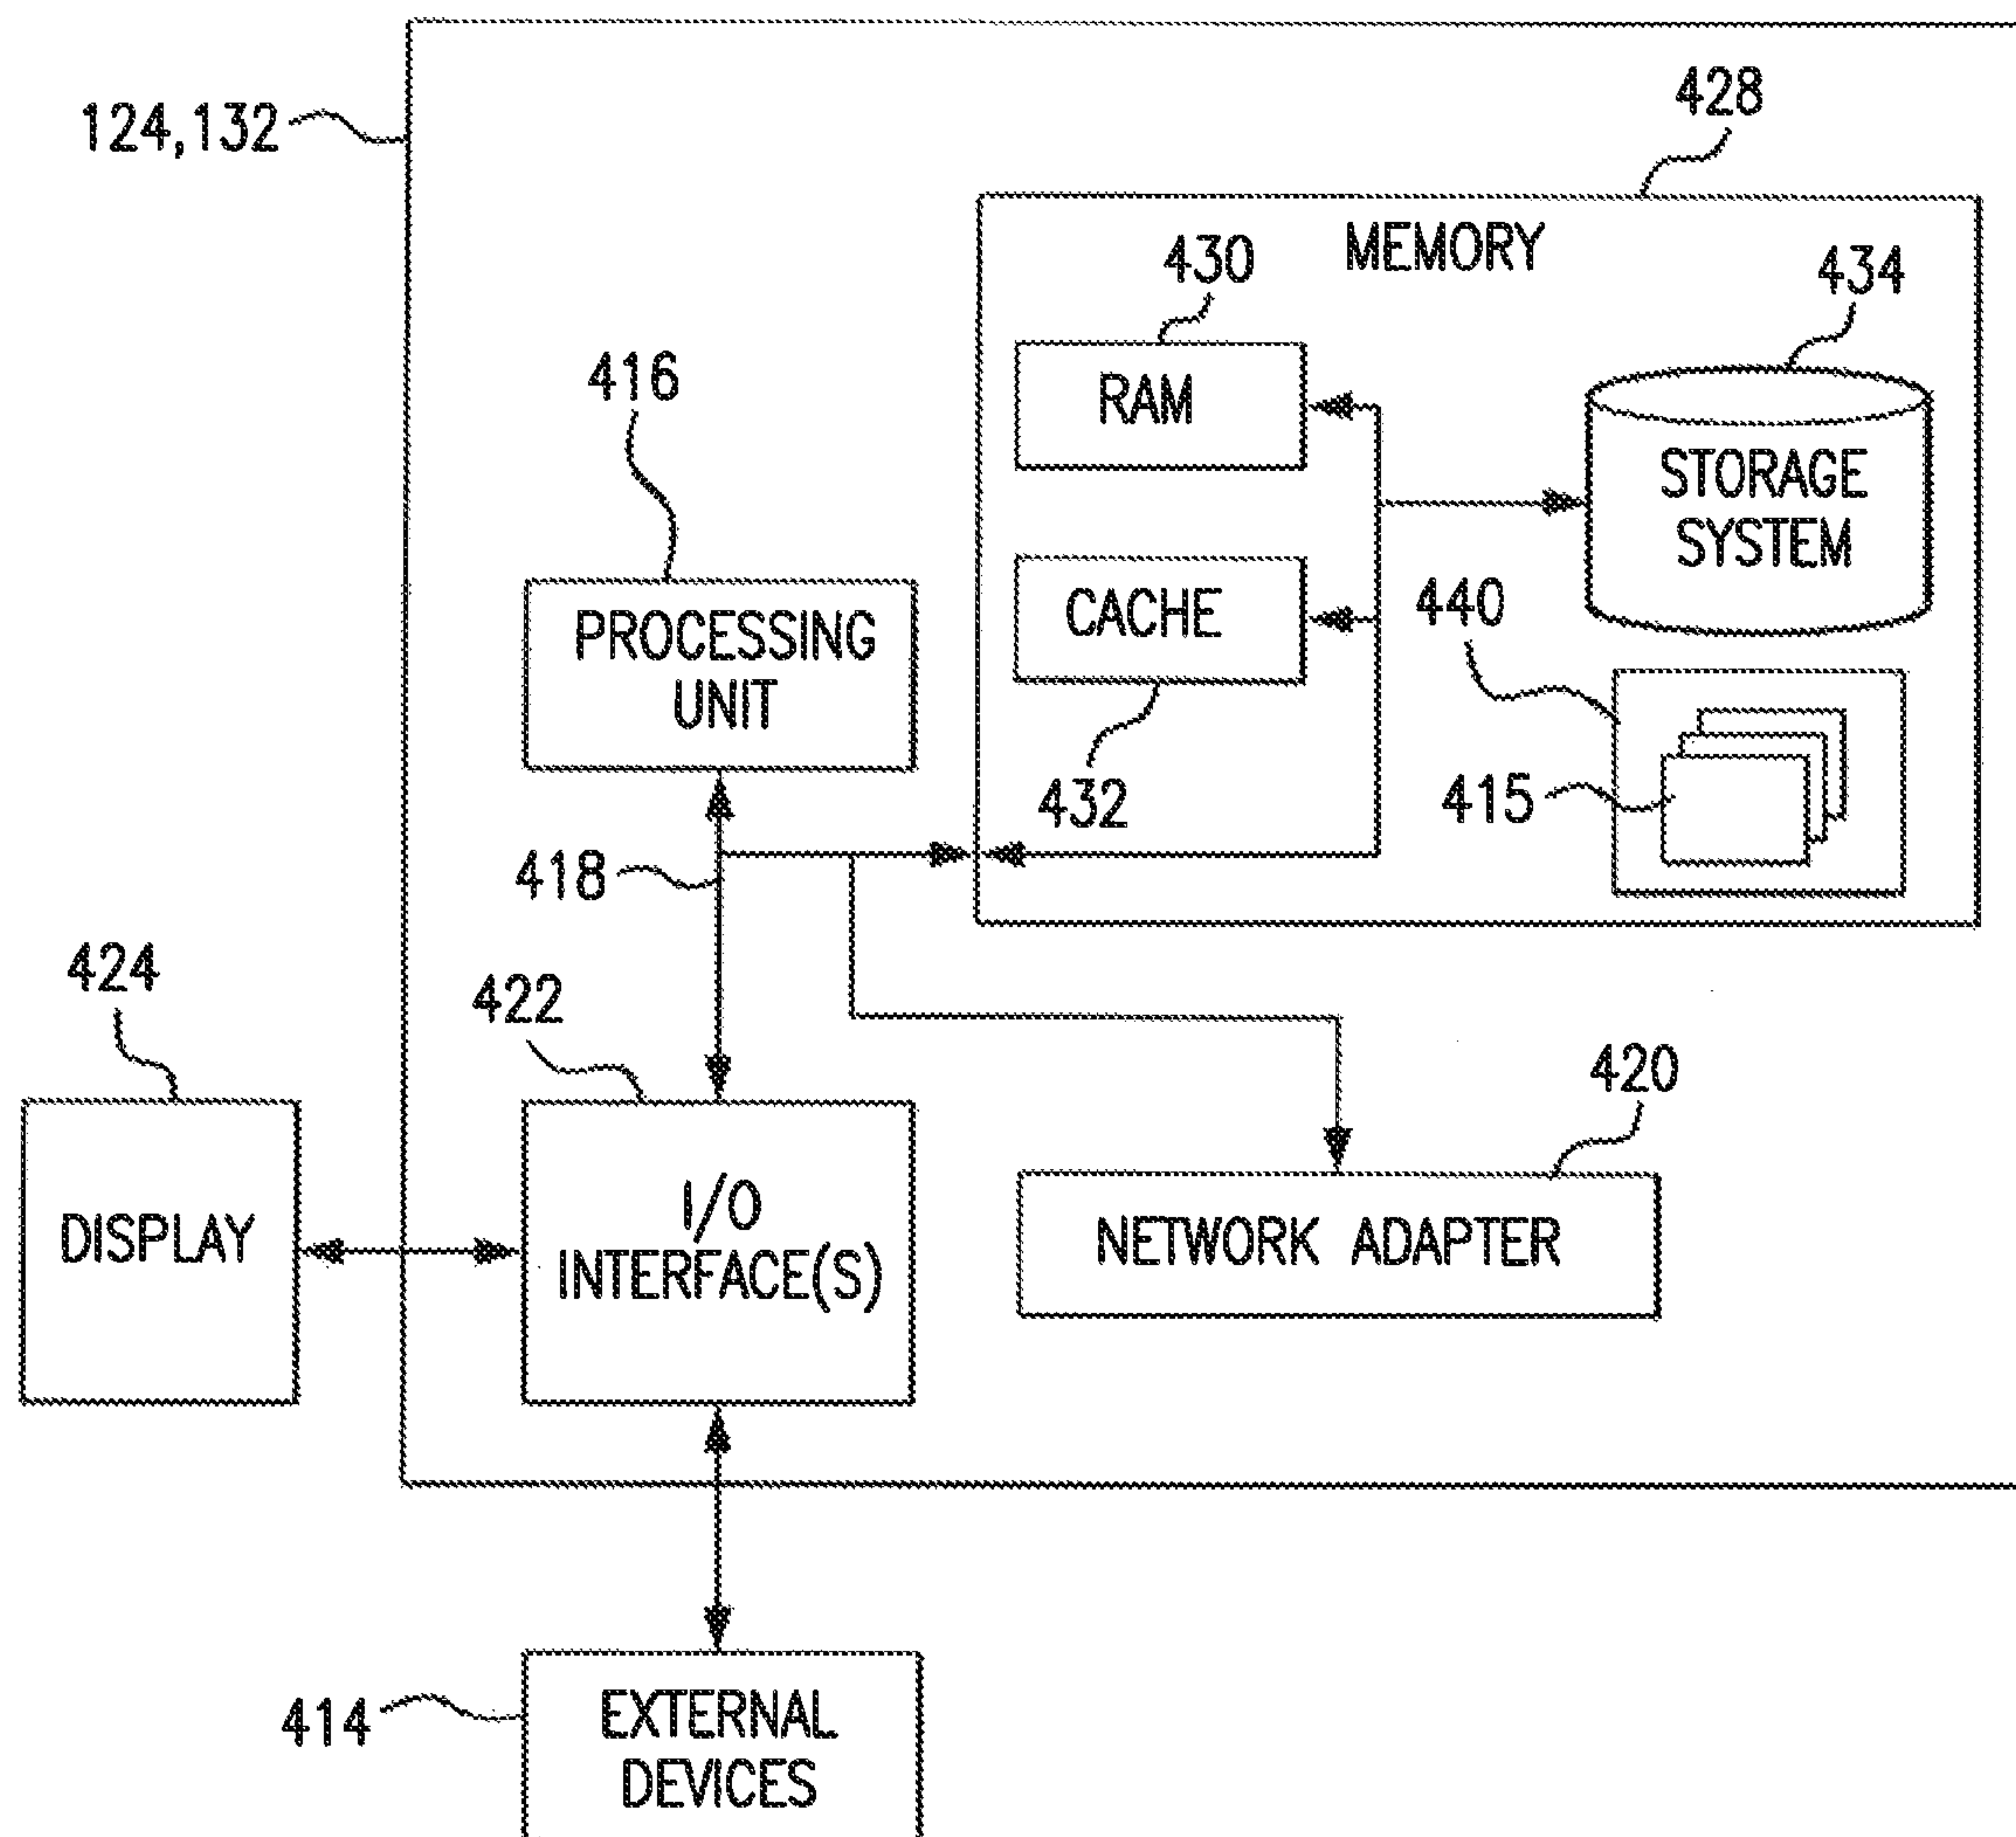 124,132
428
MEMORY
430
434
RAM
416
STORAGE
SYSTEM
CACHE
440
PROCESSING
UNIT
432
415
418
424
422
420
I/O
INTERFACE(S)
DISPLAY
NETWORK ADAPTER
414
EXTERNAL
DEVICES